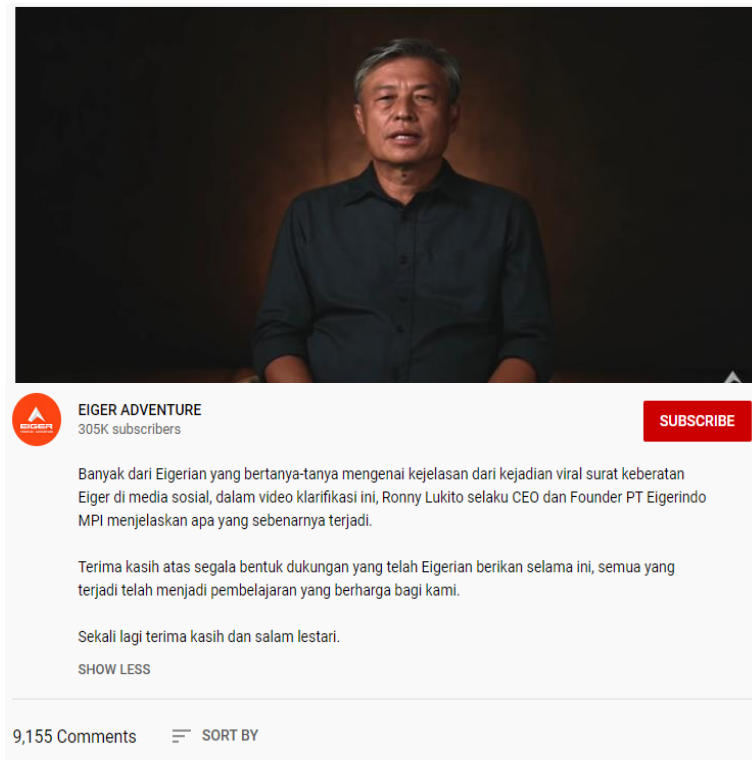 EIGER ADVENTURE
305K subscribers
SUBSCRIBE
EIGER
Banyak dari Eigerian yang bertanya-tanya mengenai kejelasan dari kejadian viral surat keberatan
Eiger di media sosial, dalam video klarifikasi ini, Ronny Lukito selaku CEO dan Founder PT Eigerindo
MPI menjelaskan apa yang sebenarnya terjadi.
Terima kasih atas segala bentuk dukungan yang telah Eigerian berikan selama ini, semua yang
terjadi telah menjadi pembelajaran yang berharga bagi kami.
Sekali lagi terima kasih dan salam lestari.
SHOW LESS
9,155 Comments
SORT BY